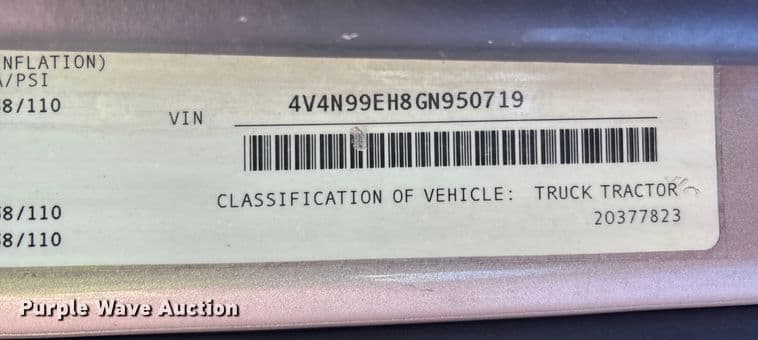 NFLATION)
/PSI
8/110
VIN 4V4N99EH8GN950719
CLASSIFICATION OF VEHICLE: TRUCK TRACTOR
20377823
8/110
8/110
Purple Wave Auction